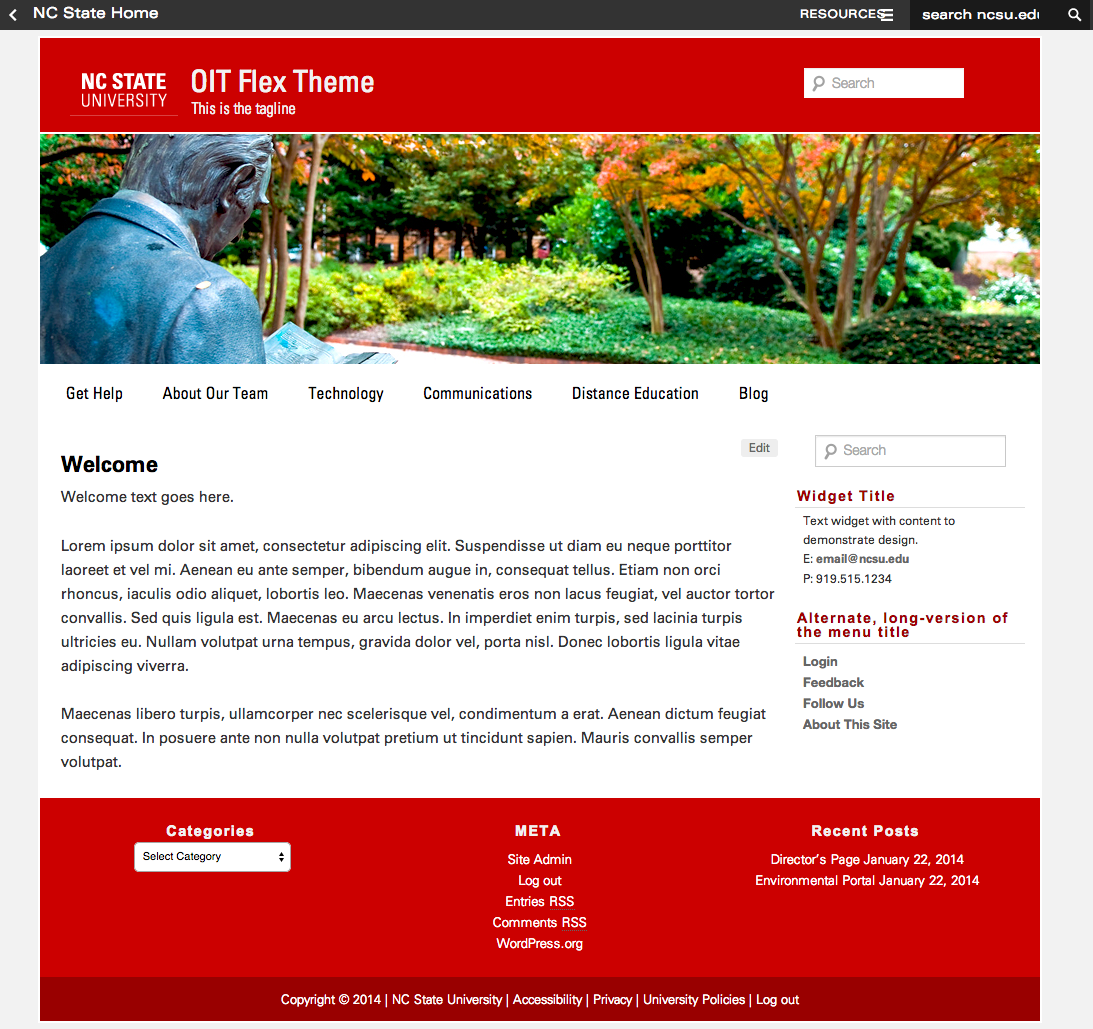 NC State Home
RESOURCES
search ncsu.edu
NC STATE
UNIVERSITY
OIT Flex Theme
This is the tagline
Search
Get Help
About Our Team
Technology
Communications
Distance Education
Blog
Edit
Welcome
Welcome text goes here.
Lorem ipsum dolor sit amet, consectetur adipiscing elit. Suspendisse ut diam eu neque porttitor
laoreet et vel mi. Aenean eu ante semper, bibendum augue in, consequat tellus. Etiam non orci
rhoncus, iaculis odio aliquet, lobortis leo. Maecenas venenatis eros non lacus feugiat, vel auctor tortor
convallis. Sed quis ligula est. Maecenas eu arcu lectus. In imperdiet enim turpis, sed lacinia turpis
ultricies eu. Nullam volutpat urna tempus, gravida dolor vel, porta nisl. Donec lobortis ligula vitae
adipiscing viverra.
Maecenas libero turpis, ullamcorper nec scelerisque vel, condimentum a erat. Aenean dictum feugiat
consequat. In posuere ante non nulla volutpat pretium ut tincidunt sapien. Mauris convallis semper
volutpat.
Search
Widget Title
Text widget with content to
demonstrate design.
E: email@ncsu.edu
P: 919.515.1234
Alternate, long-version of
the menu title
Login
Feedback
Follow Us
About This Site
Categories
Select Category
META
Site Admin
Log out
Entries RSS
Comments RSS
WordPress.org
Recent Posts
Director's Page January 22, 2014
Environmental Portal January 22, 2014
Copyright © 2014 | NC State University | Accessibility | Privacy | University Policies | Log out